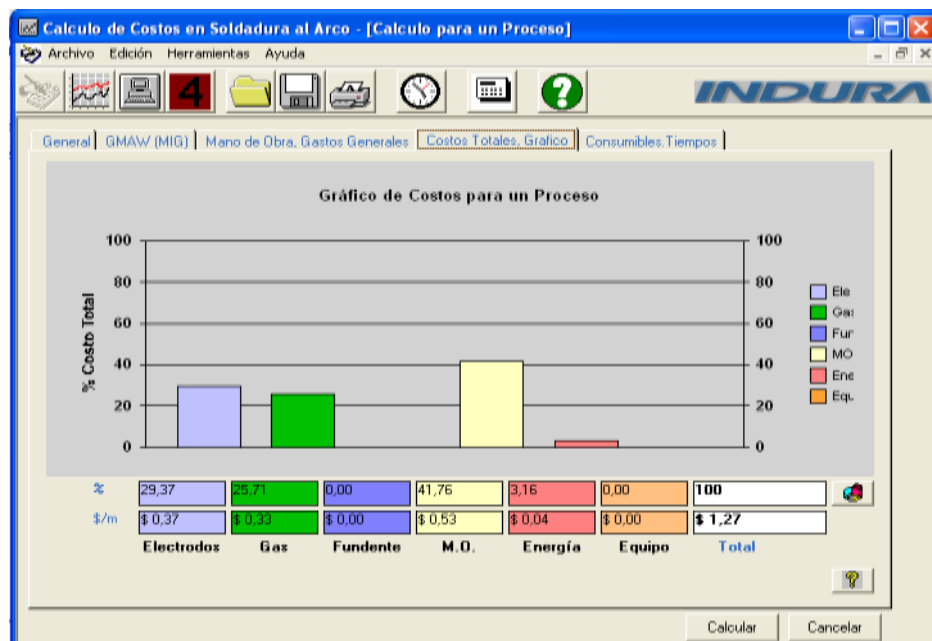 Calculo de Costos en Soldadura al Arco - [Calculo para un Proceso]
Archivo Edición Herramientas Ayuda
4 ? INDURA
General GMAW (MIG) Mano de Obra, Gastos Generales Costos Totales, Grafico Consumibles, Tiempos
Gráfico de Costos para un Proceso
% Costo Total
100 100
80 80
60 60
40 40
20 20
0 0
Ele
Gas
Fur
MO
Ene
Equ
% 29,37 25,71 0,00 41,76 3,16 0,00 100
$/m $ 0,37 $ 0,33 $ 0,00 $ 0,53 $ 0,04 $ 0,00 $ 1,27
Electrodos Gas Fundente M.O. Energía Equipo Total
?
Calcular Cancelar